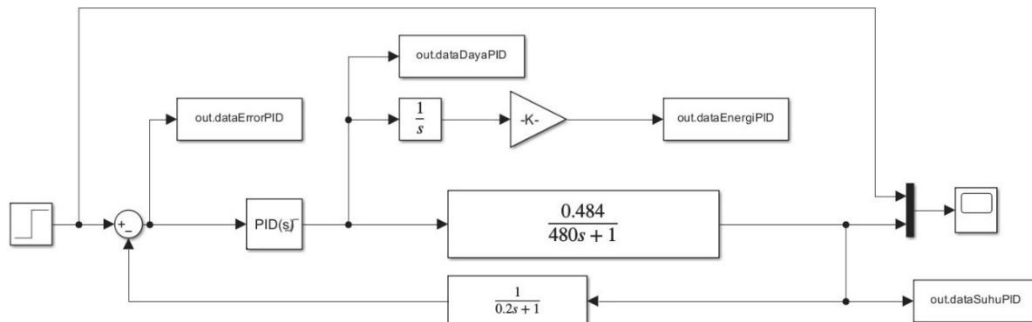 out.dataDayaPID
out.dataErrorPID
1
s
-K-
out.dataEnergiPID
+
−
PID(s)
0.484
480s + 1
1
0.2s + 1
out.dataSuhuPID